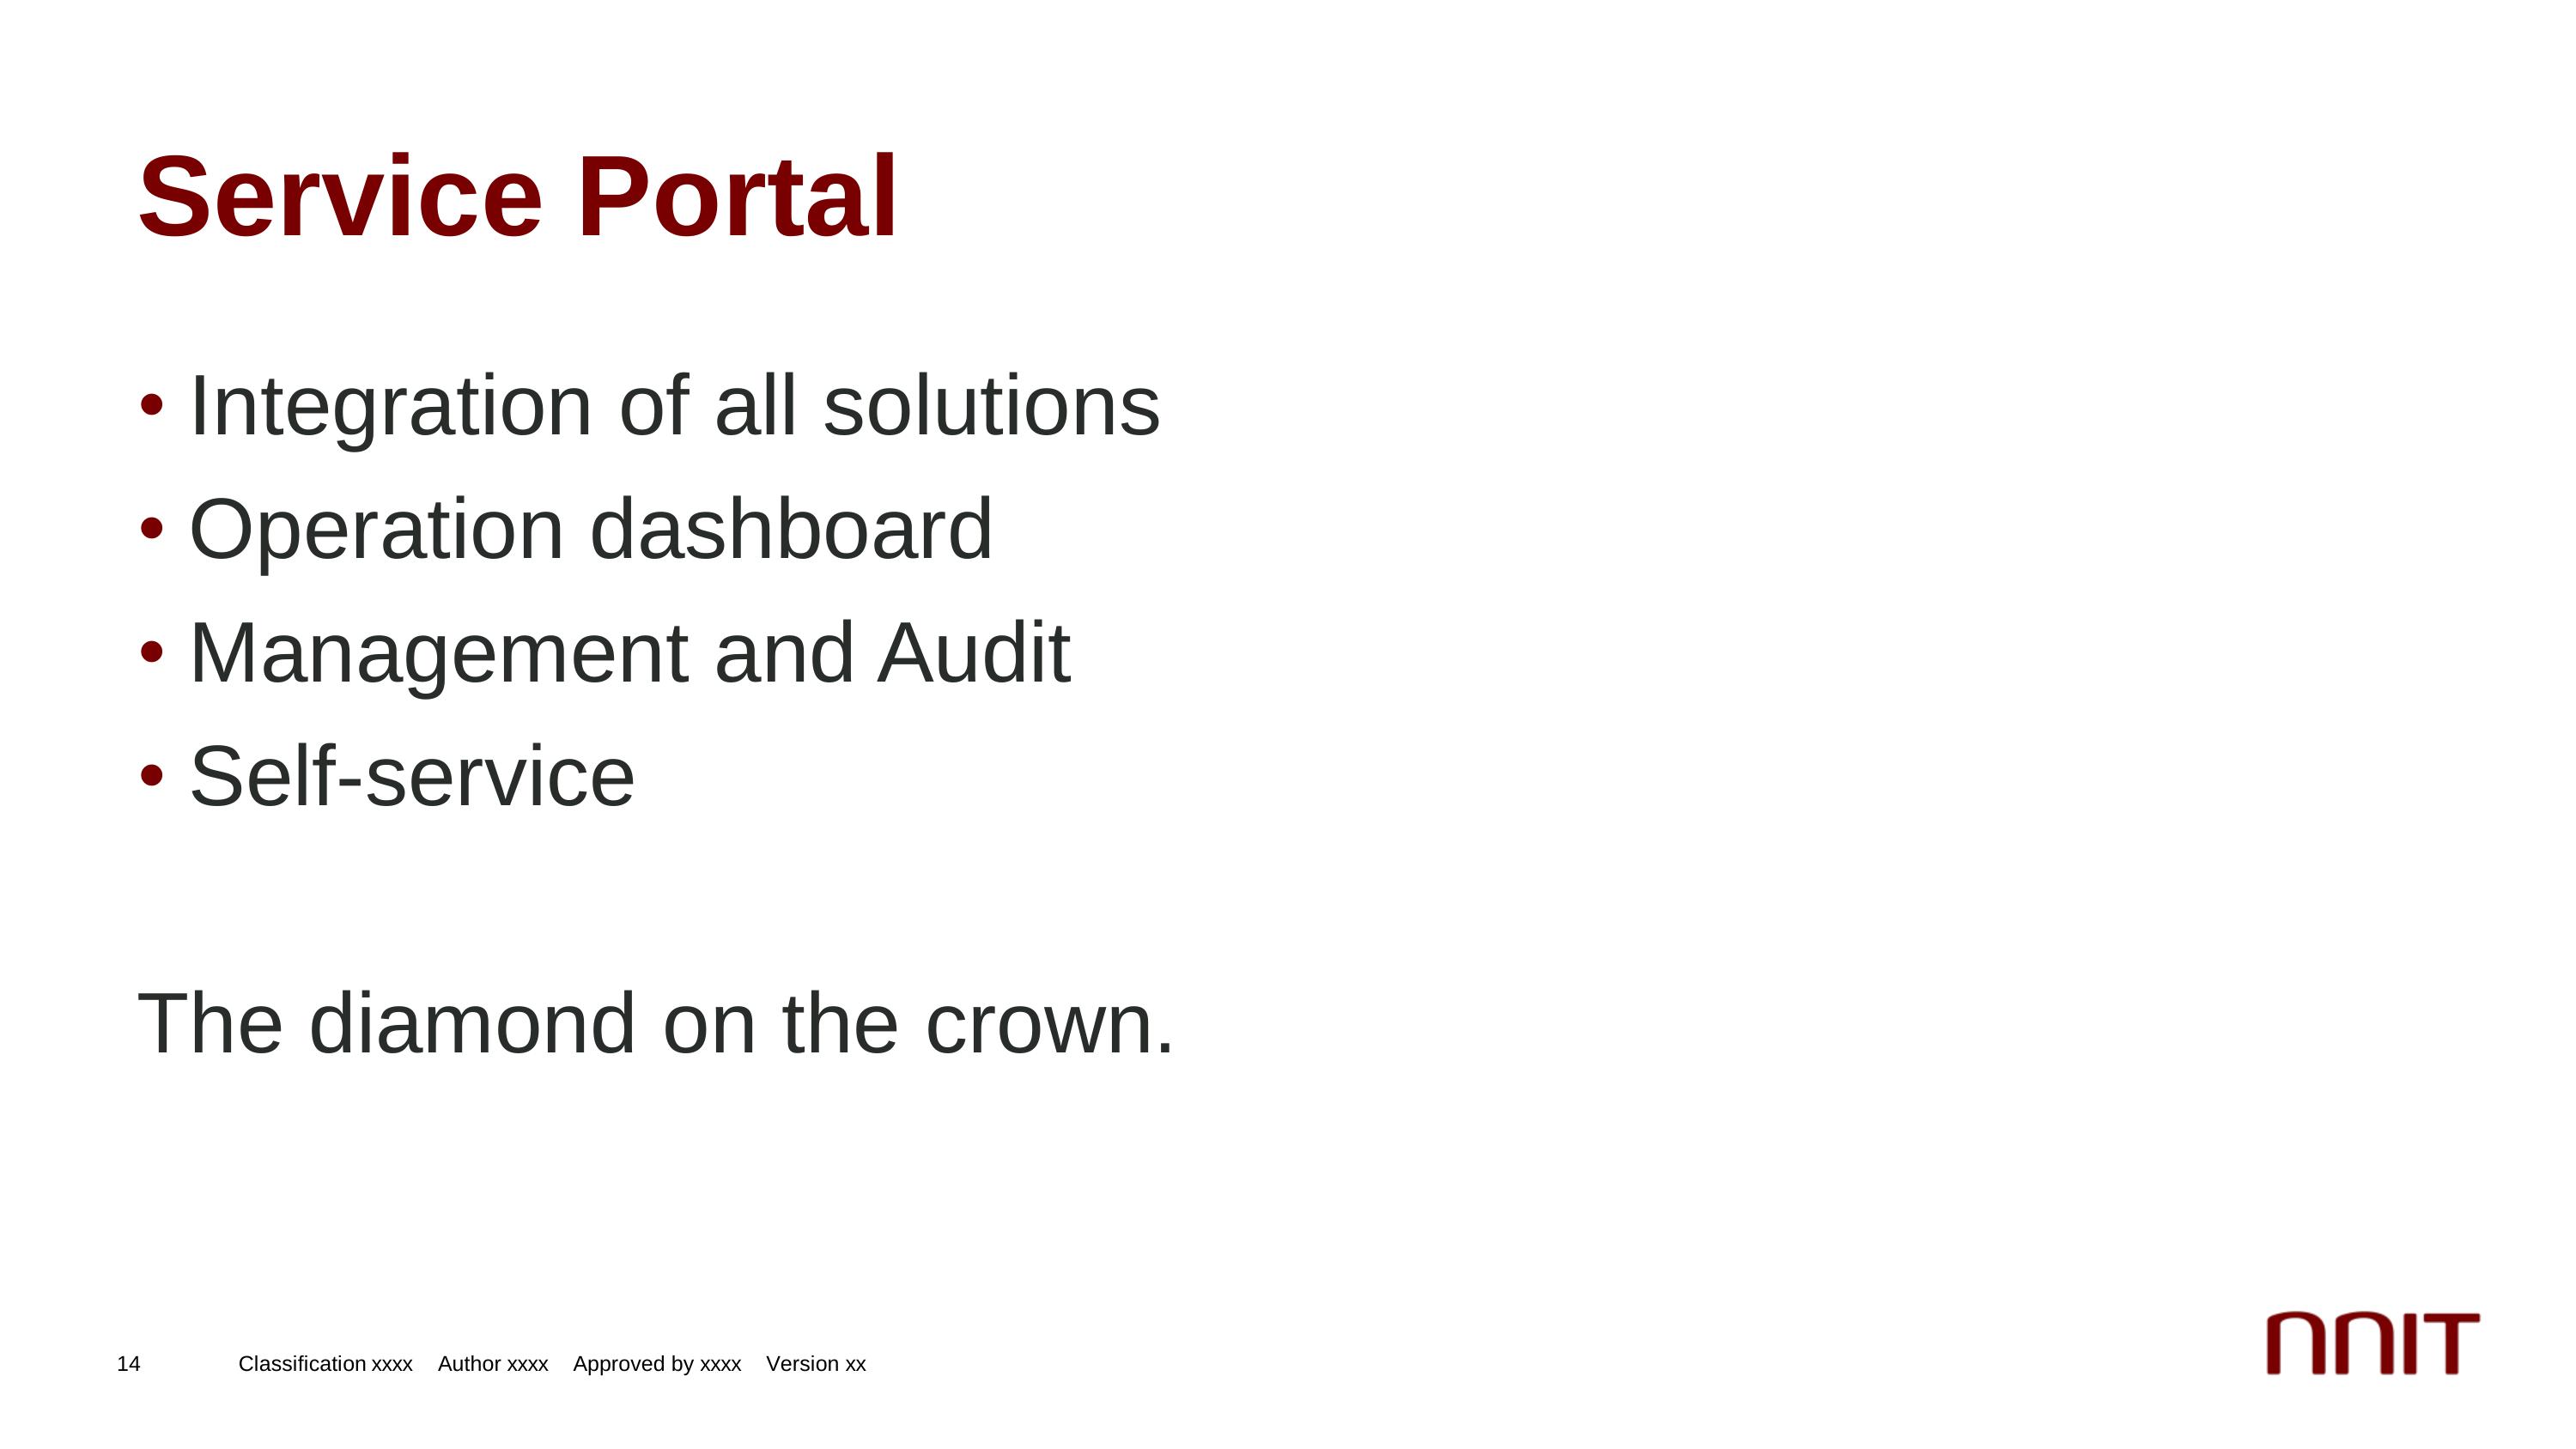 Service Portal
• Integration of all solutions
• Operation dashboard
• Management and Audit
• Self-service
The diamond on the crown.
14 Classification xxxx Author xxxx Approved by xxxx Version xx
nnIT